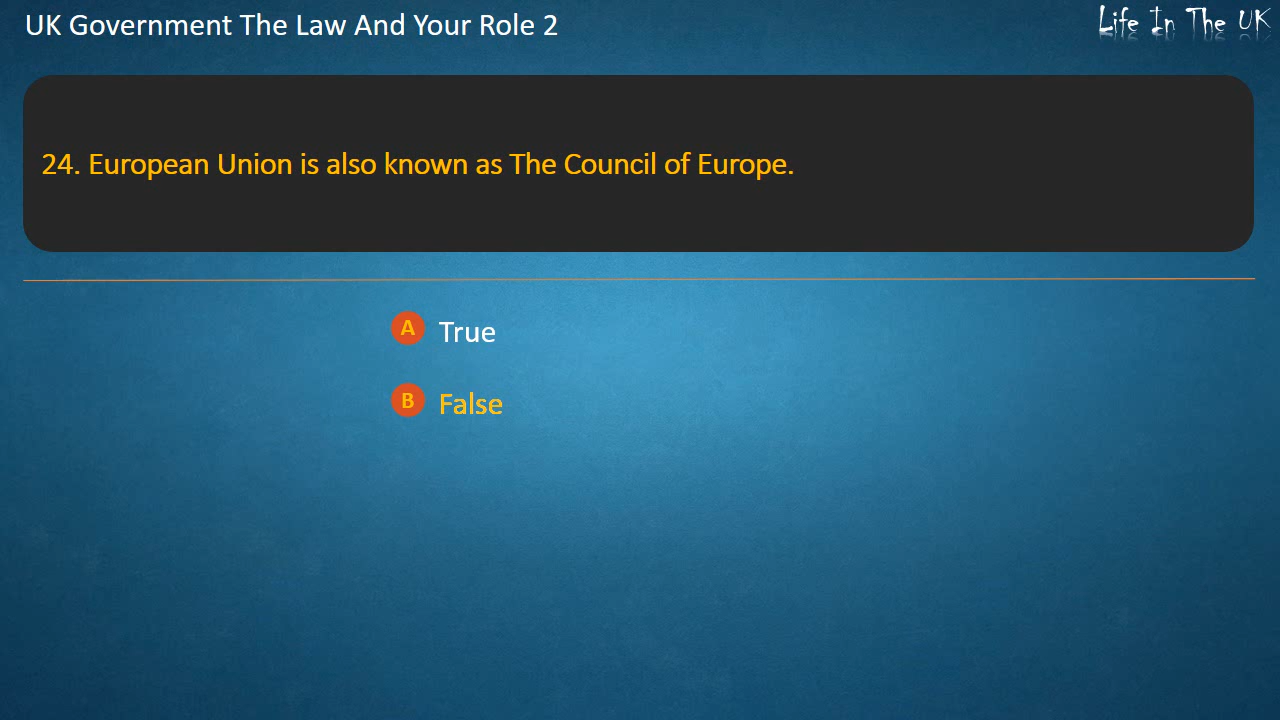 UK Government The Law And Your Role 2
Life In The UK
24. European Union is also known as The Council of Europe.
A True
B False